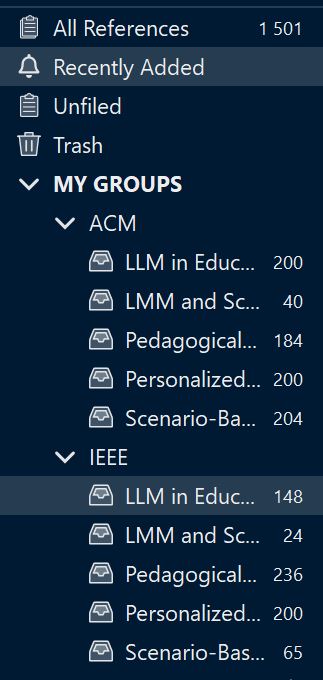 All References 1 501
Recently Added
Unfiled
Trash
MY GROUPS
ACM
LLM in Educ... 200
LMM and Sc... 40
Pedagogical... 184
Personalized... 200
Scenario-Ba... 204
IEEE
LLM in Educ... 148
LMM and Sc... 24
Pedagogical... 236
Personalized... 200
Scenario-Bas... 65